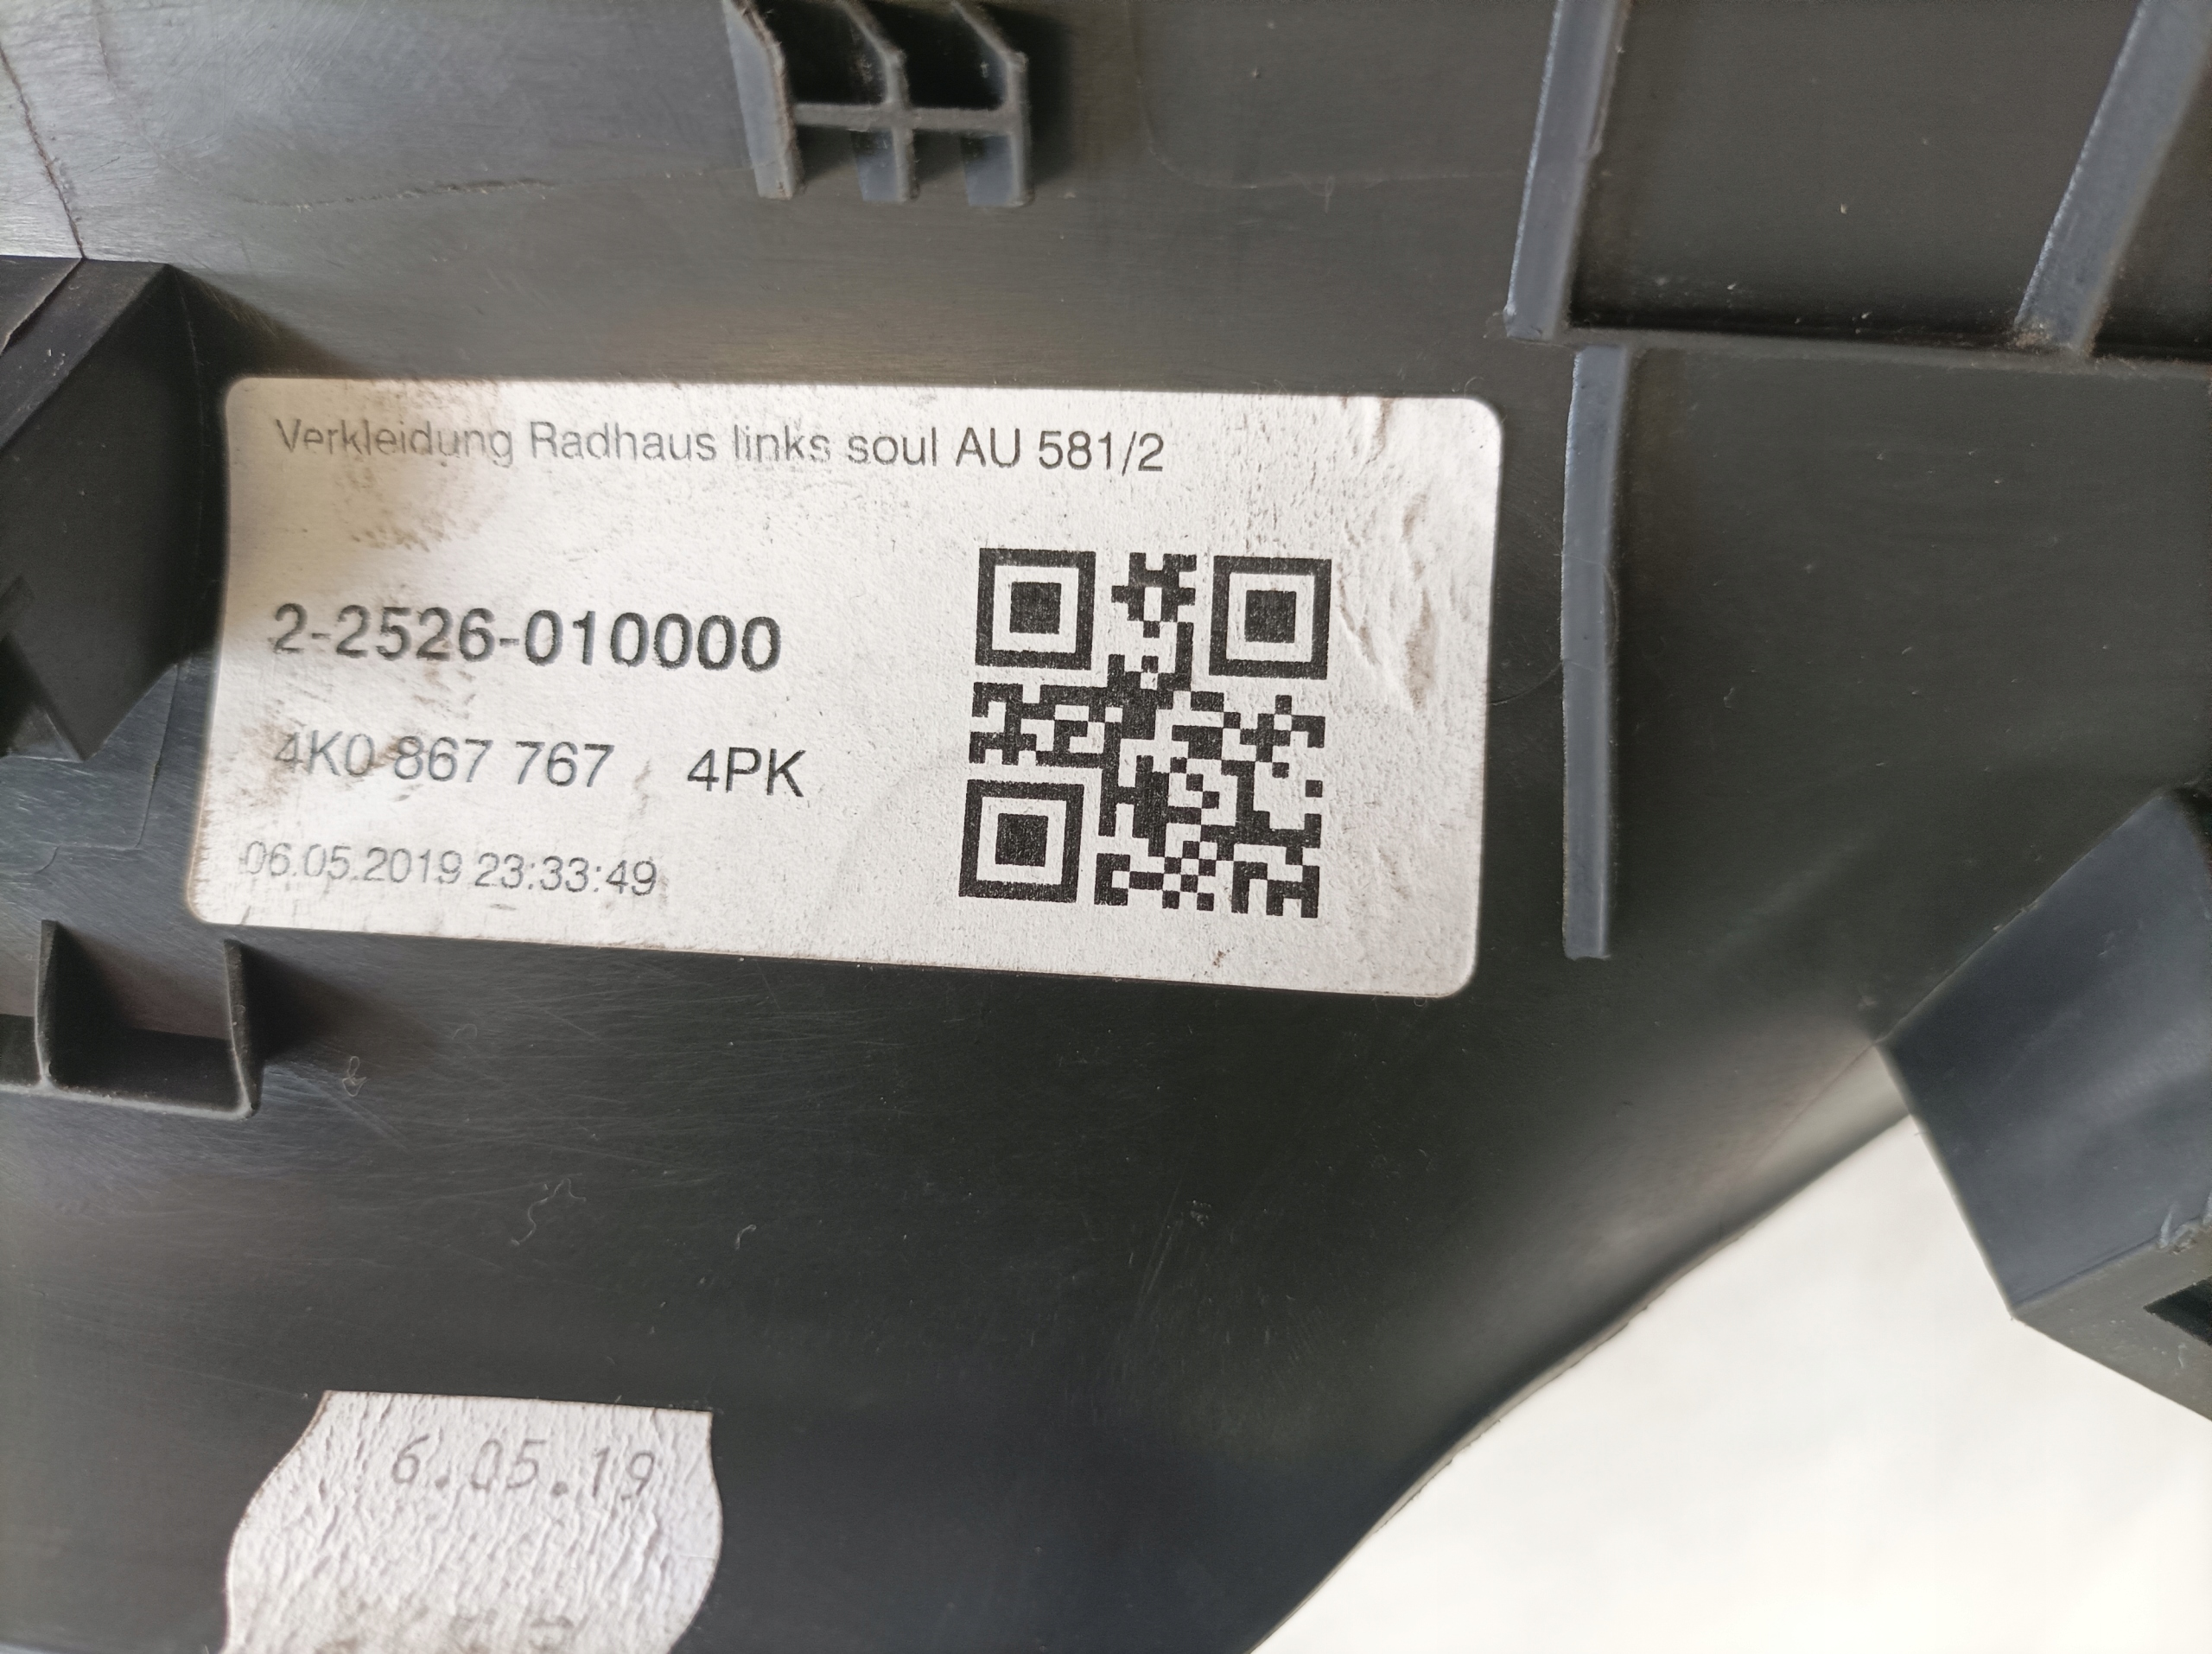 Verkleidung Radhaus links soul AU 581/2
2-2526-010000
4K0 867 767 4PK
06.05.2019 23:33:49
6.05.19